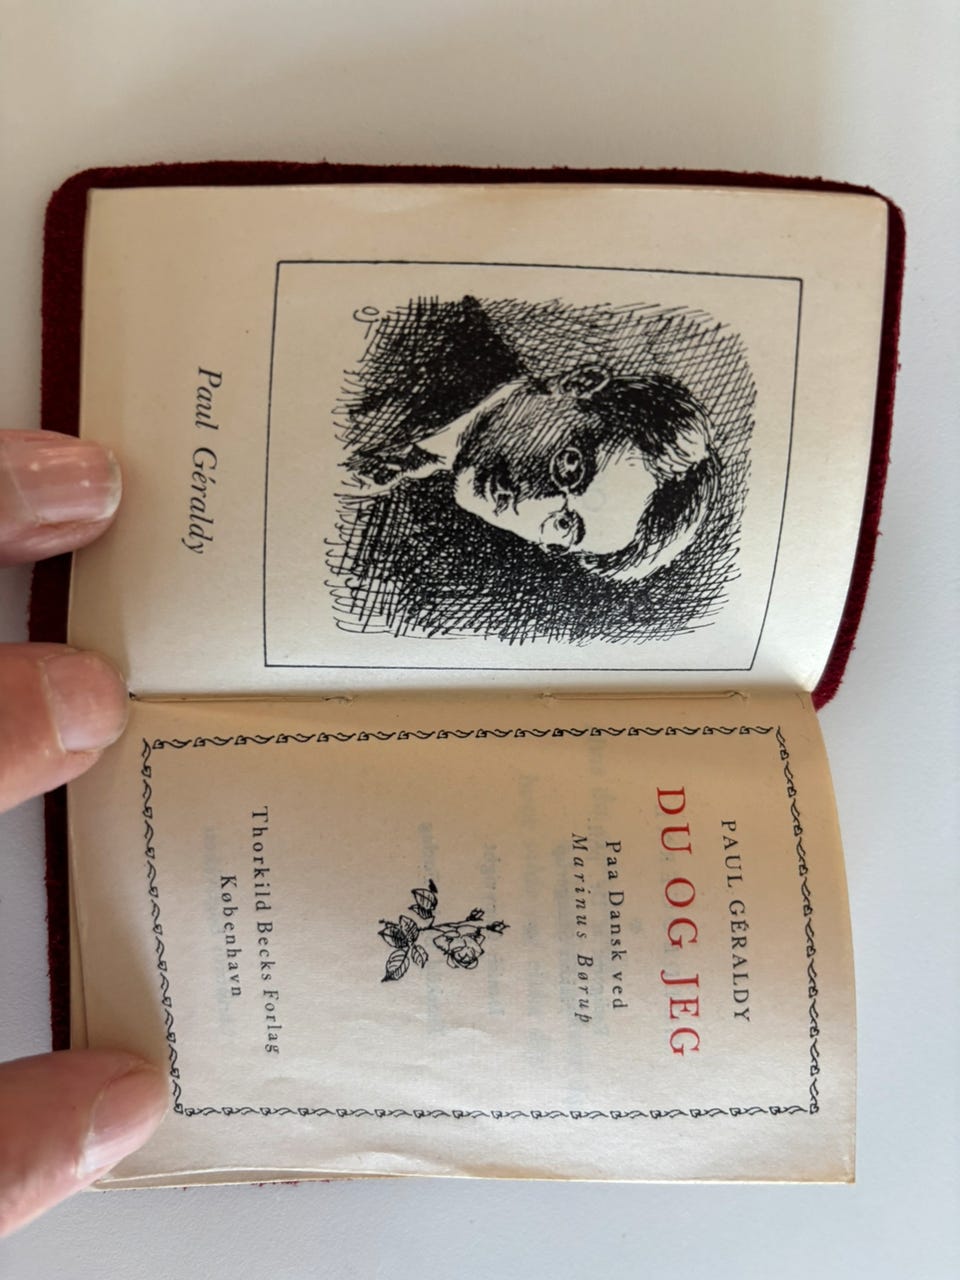 Paul Géraldy
PAUL GÉRALDY
DU OG JEG
Paa Dansk ved
Marinus Børup
Thorkild Becks Forlag
København